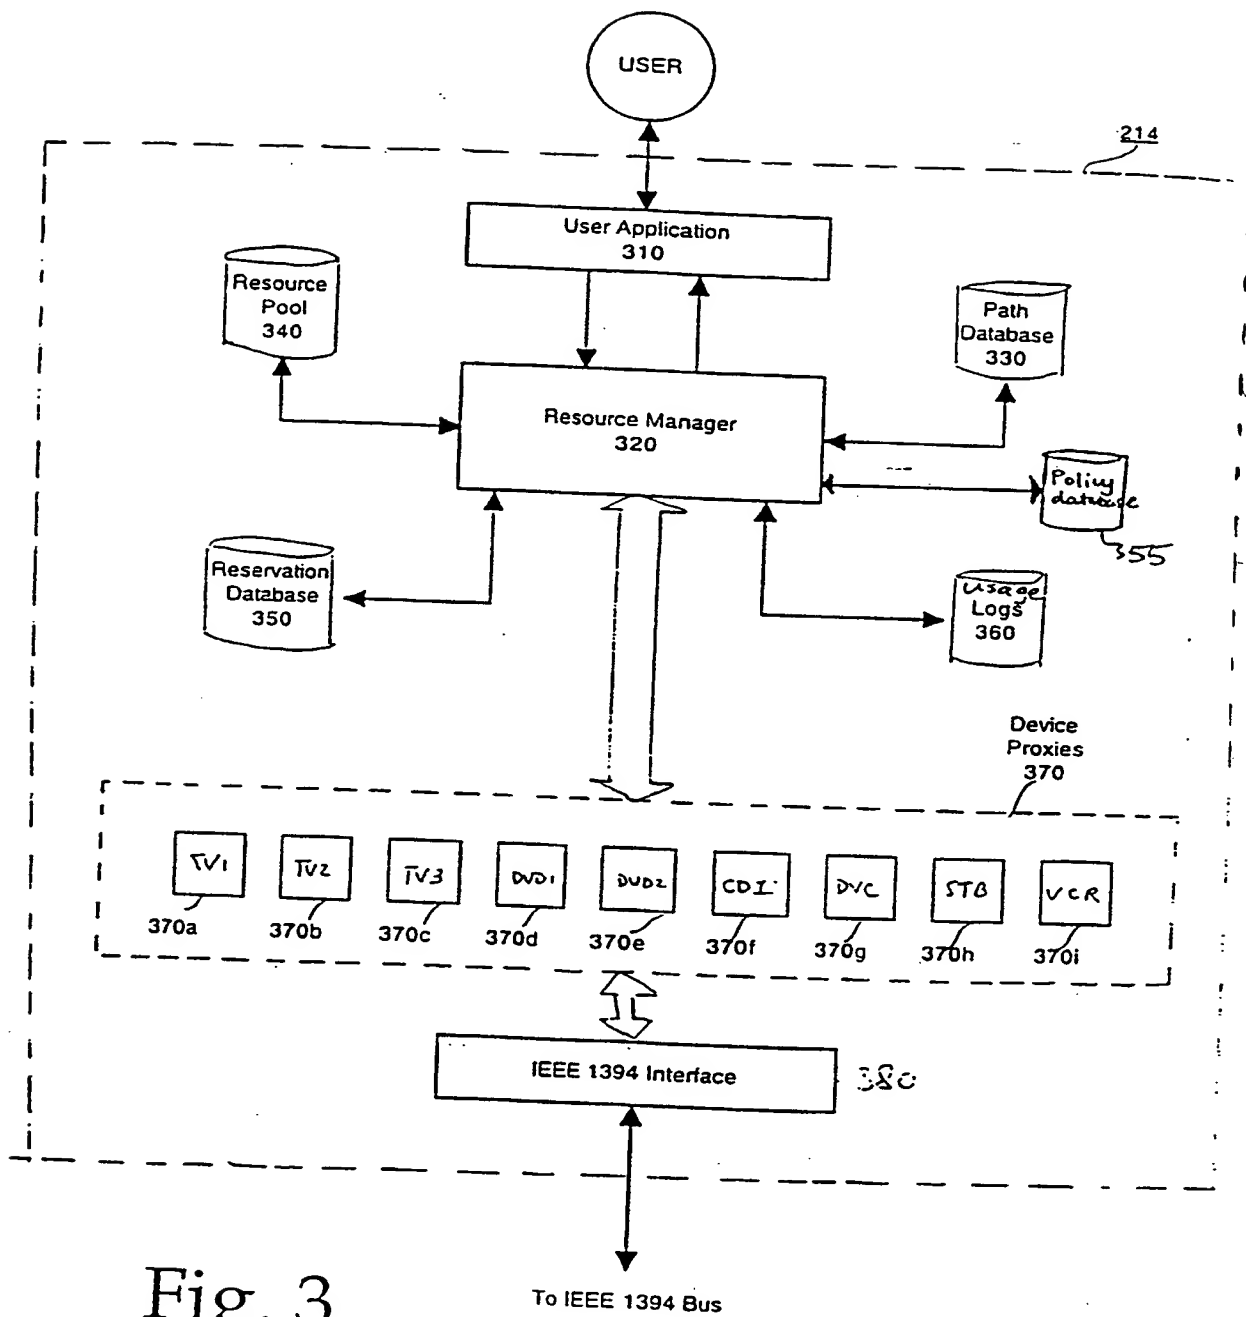 USER
214
User Application
310
Resource
Pool
340
Path
Database
330
Resource Manager
320
Policy
database
355
Reservation
Database
350
Usage
Logs
360
Device
Proxies
370
TV1
TV2
TV3
DVD1
DVD2
CDI
DVC
STB
VCR
370a
370b
370c
370d
370e
370f
370g
370h
370i
IEEE 1394 Interface
380
To IEEE 1394 Bus
Fig. 3